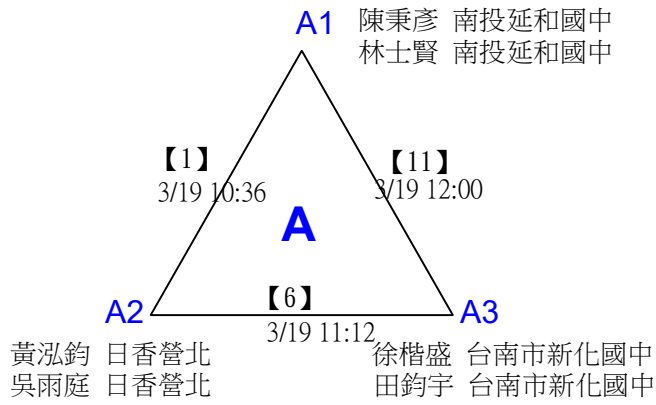 A1
陳秉彥 南投延和國中
林士賢 南投延和國中
【1】
3/19 10:36
【11】
3/19 12:00
A
【6】
3/19 11:12
A2
A3
黃泓鈞 日香營北
吳雨庭 日香營北
徐楷盛 台南市新化國中
田鈞宇 台南市新化國中